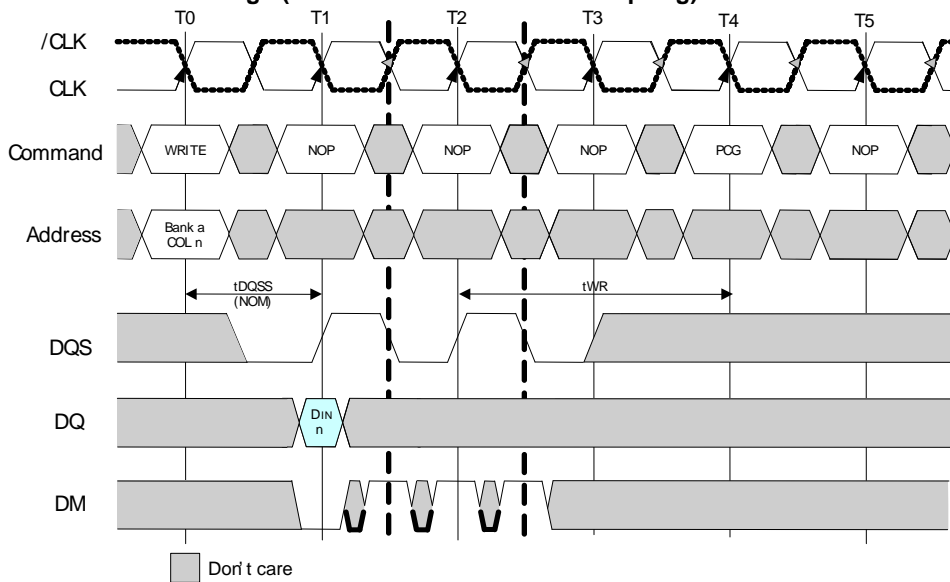 T0 T1 T2 T3 T4 T5
/CLK
CLK
Command WRITE NOP NOP NOP PCG NOP
Address Bank a
COL n
tDQSS
(NOM)
tWR
DQS
DQ DIN
n
DM
Don't care